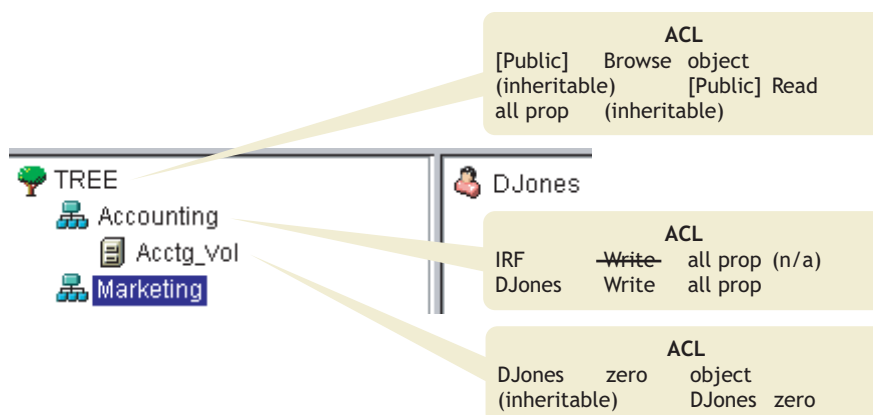 ACL
[Public] Browse object
(inheritable) [Public] Read
all prop (inheritable)
TREE
Accounting
Acctg_Vol
Marketing
DJones
ACL
IRF Write all prop (n/a)
DJones Write all prop
ACL
DJones zero object
(inheritable) DJones zero